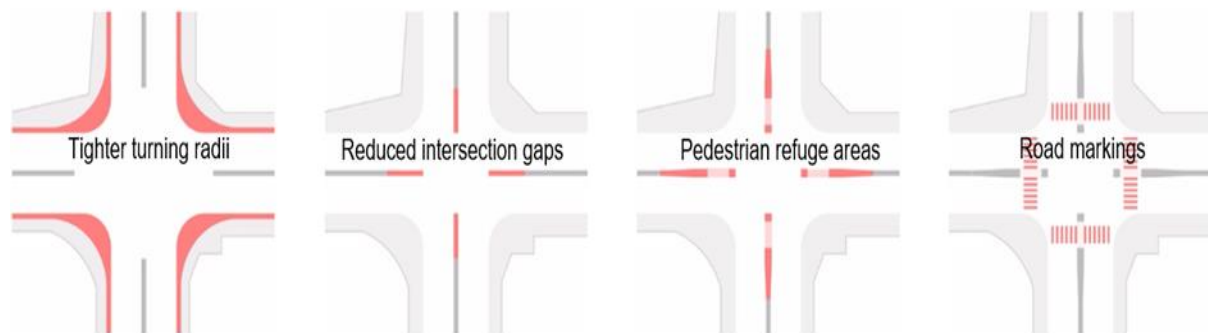 Tighter turning radii
Reduced intersection gaps
Pedestrian refuge areas
Road markings